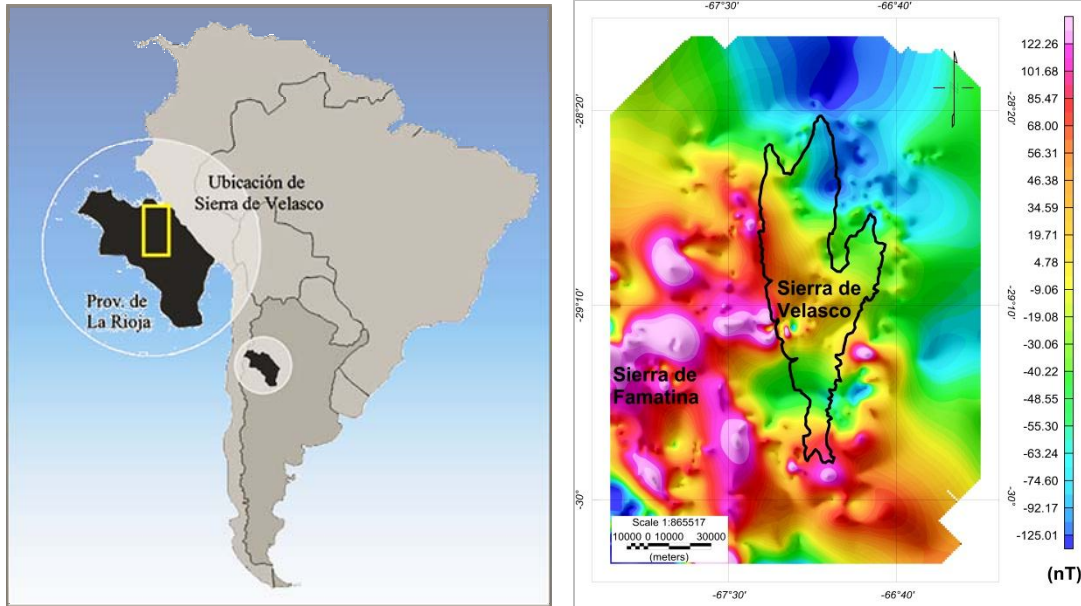 Ubicación de
Sierra de Velasco
Prov. de
La Rioja
-67°30'
-66°40'
-28°20'
-28°20'
Sierra de
Velasco
-29°10'
-29°10'
Sierra de
Famatina
-30°
-30°
Scale 1:865517
10000 0 10000 30000
(meters)
-67°30'
-66°40'
122.26
101.68
85.47
68.00
56.31
46.38
34.59
19.71
4.78
-9.06
-19.08
-30.06
-40.22
-55.30
-63.24
-92.17
-125.01
(nT)